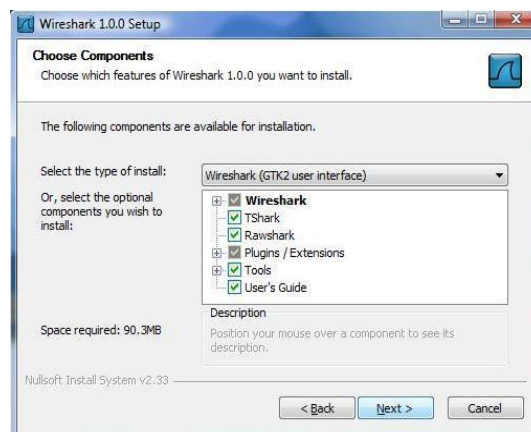 Wireshark 1.0.0 Setup
Choose Components
Choose which features of Wireshark 1.0.0 you want to install.
The following components are available for installation.
Select the type of install:
Wireshark (GTK2 user interface)
Or, select the optional
components you wish to
install:
Wireshark
TShark
Rawshark
Plugins / Extensions
Tools
User's Guide
Space required: 90.3MB
Description
Position your mouse over a component to see its
description.
Nullsoft Install System v2.33
< Back
Next >
Cancel